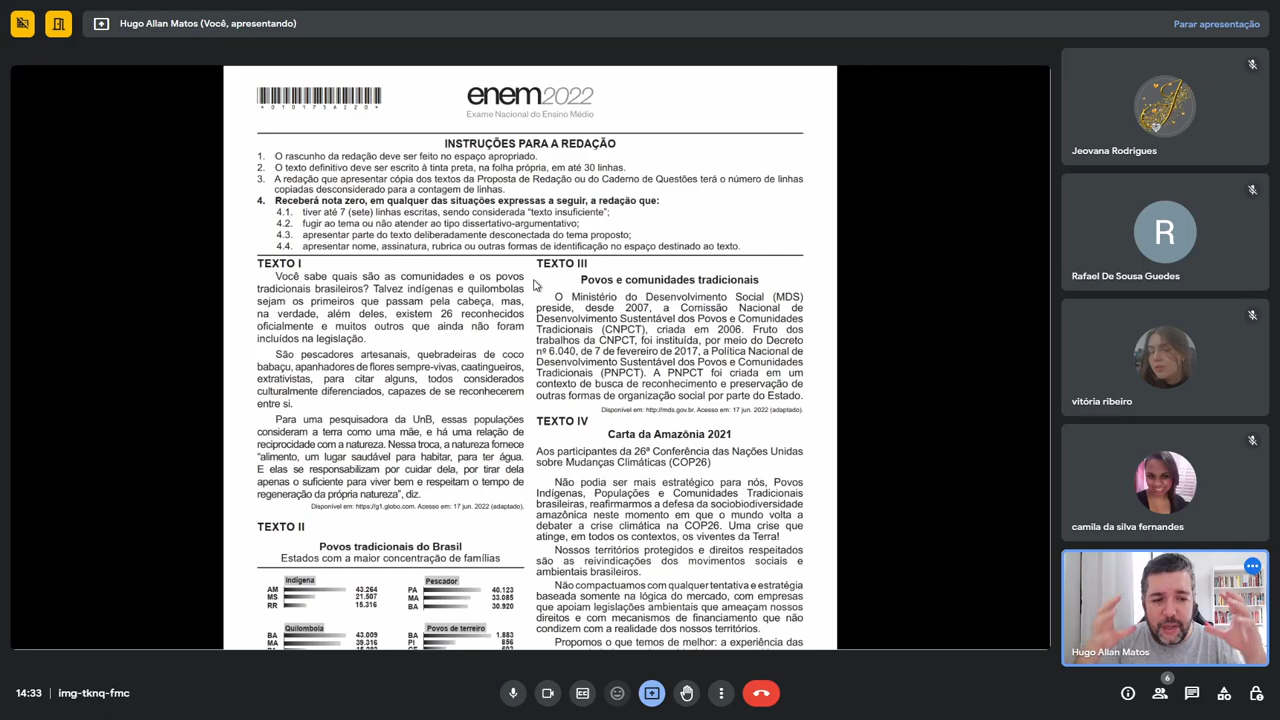 Hugo Allan Matos (Você, apresentando)
Parar apresentação
*010175AZ20*
enem2022
Exame Nacional do Ensino Médio
INSTRUÇÕES PARA A REDAÇÃO
1. O rascunho da redação deve ser feito no espaço apropriado.
2. O texto definitivo deve ser escrito à tinta preta, na folha própria, em até 30 linhas.
3. A redação que apresentar cópia dos textos da Proposta de Redação ou do Caderno de Questões terá o número de linhas
copiadas desconsiderado para a contagem de linhas.
4. Receberá nota zero, em qualquer das situações expressas a seguir, a redação que:
4.1. tiver até 7 (sete) linhas escritas, sendo considerada "texto insuficiente";
4.2. fugir ao tema ou não atender ao tipo dissertativo-argumentativo;
4.3. apresentar parte do texto deliberadamente desconectada do tema proposto;
4.4. apresentar nome, assinatura, rubrica ou outras formas de identificação no espaço destinado ao texto.
TEXTO I
Você sabe quais são as comunidades e os povos
tradicionais brasileiros? Talvez indígenas e quilombolas
sejam os primeiros que passam pela cabeça, mas,
na verdade, além deles, existem 26 reconhecidos
oficialmente e muitos outros que ainda não foram
incluídos na legislação.
São pescadores artesanais, quebradeiras de coco
babaçu, apanhadores de flores sempre-vivas, caatingueiros,
extrativistas, para citar alguns, todos considerados
culturalmente diferenciados, capazes de se reconhecerem
entre si.
Para uma pesquisadora da UnB, essas populações
consideram a terra como uma mãe, e há uma relação de
reciprocidade com a natureza. Nessa troca, a natureza fornece
"alimento, um lugar saudável para habitar, para ter água.
E elas se responsabilizam por cuidar dela, por tirar dela
apenas o suficiente para viver bem e respeitam o tempo de
regeneração da própria natureza", diz.
Disponível em: https://g1.globo.com. Acesso em: 17 jun. 2022 (adaptado).
TEXTO II
Povos tradicionais do Brasil
Estados com a maior concentração de famílias
Indígena
AM 43.264
MS 21.507
RR 15.316
Pescador
PA 40.123
MA 33.085
BA 30.920
Quilombola
BA 43.009
MA 39.316
Povos de terreiro
BA 1.883
PI 856
TEXTO III
Povos e comunidades tradicionais
O Ministério do Desenvolvimento Social (MDS)
preside, desde 2007, a Comissão Nacional de
Desenvolvimento Sustentável dos Povos e Comunidades
Tradicionais (CNPCT), criada em 2006. Fruto dos
trabalhos da CNPCT, foi instituída, por meio do Decreto
nº 6.040, de 7 de fevereiro de 2017, a Política Nacional de
Desenvolvimento Sustentável dos Povos e Comunidades
Tradicionais (PNPCT). A PNPCT foi criada em um
contexto de busca de reconhecimento e preservação de
outras formas de organização social por parte do Estado.
Disponível em: http://mds.gov.br. Acesso em: 17 jun. 2022 (adaptado).
TEXTO IV
Carta da Amazônia 2021
Aos participantes da 26ª Conferência das Nações Unidas
sobre Mudanças Climáticas (COP26)
Não podia ser mais estratégico para nós, Povos
Indígenas, Populações e Comunidades Tradicionais
brasileiras, reafirmarmos a defesa da sociobiodiversidade
amazônica neste momento em que o mundo volta a
debater a crise climática na COP26. Uma crise que
atinge, em todos os contextos, os viventes da Terra!
Nossos territórios protegidos e direitos respeitados
são as reivindicações dos movimentos sociais e
ambientais brasileiros.
Não compactuamos com qualquer tentativa e estratégia
baseada somente na lógica do mercado, com empresas
que apoiam legislações ambientais que ameaçam nossos
direitos e com mecanismos de financiamento que não
condizem com a realidade dos nossos territórios.
Propomos o que temos de melhor: a experiência das
Jeovana Rodrigues
R
Rafael De Sousa Guedes
vitória ribeiro
camila da silva fernandes
Hugo Allan Matos
14:33 img-tknq-fmc
6